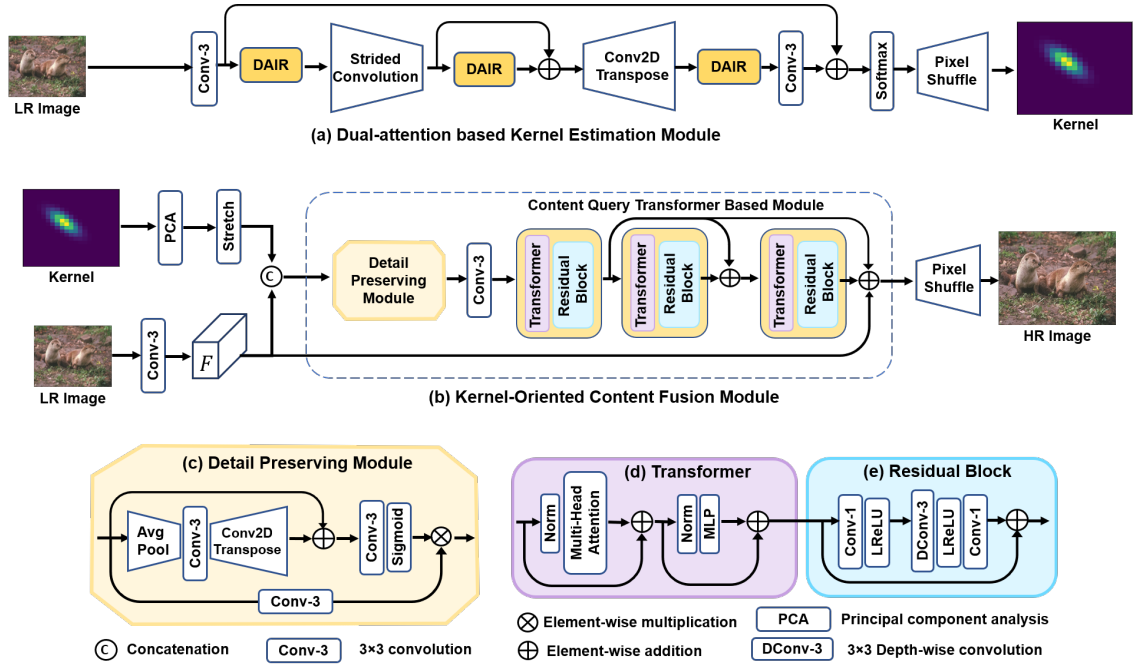 LR Image
Conv-3
DAIR
Strided
Convolution
DAIR
Conv2D
Transpose
DAIR
Conv-3
Softmax
Pixel
Shuffle
Kernel
(a) Dual-attention based Kernel Estimation Module
Kernel
PCA
Stretch
C
LR Image
Conv-3
F
Content Query Transformer Based Module
Detail
Preserving
Module
Conv-3
Transformer
Residual
Block
Transformer
Residual
Block
Transformer
Residual
Block
Pixel
Shuffle
HR Image
(b) Kernel-Oriented Content Fusion Module
(c) Detail Preserving Module
Avg
Pool
Conv-3
Conv2D
Transpose
Conv-3
Sigmoid
Conv-3
(d) Transformer
Norm
Multi-Head
Attention
Norm
MLP
(e) Residual Block
Conv-1
LReLU
DConv-3
LReLU
Conv-1
C Concatenation
Conv-3 3×3 convolution
Element-wise multiplication
PCA Principal component analysis
Element-wise addition
DConv-3 3×3 Depth-wise convolution